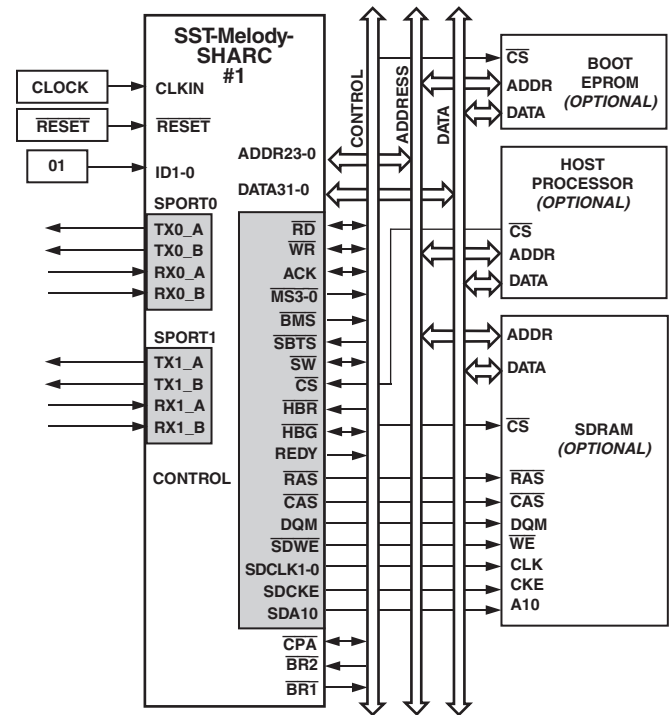 SST-Melody-
SHARC
#1
CLOCK
CLKIN
RESET
RESET
01
ID1-0
ADDR23-0
DATA31-0
SPORT0
TX0_A
TX0_B
RX0_A
RX0_B
SPORT1
TX1_A
TX1_B
RX1_A
RX1_B
CONTROL
RD
WR
ACK
MS3-0
BMS
SBTS
SW
CS
HBR
HBG
REDY
RAS
CAS
DQM
SDWE
SDCLK1-0
SDCKE
SDA10
CPA
BR2
BR1
CONTROL
ADDRESS
DATA
CS
ADDR
DATA
BOOT
EPROM
(OPTIONAL)
HOST
PROCESSOR
(OPTIONAL)
CS
ADDR
DATA
ADDR
DATA
SDRAM
(OPTIONAL)
CS
RAS
CAS
DQM
WE
CLK
CKE
A10